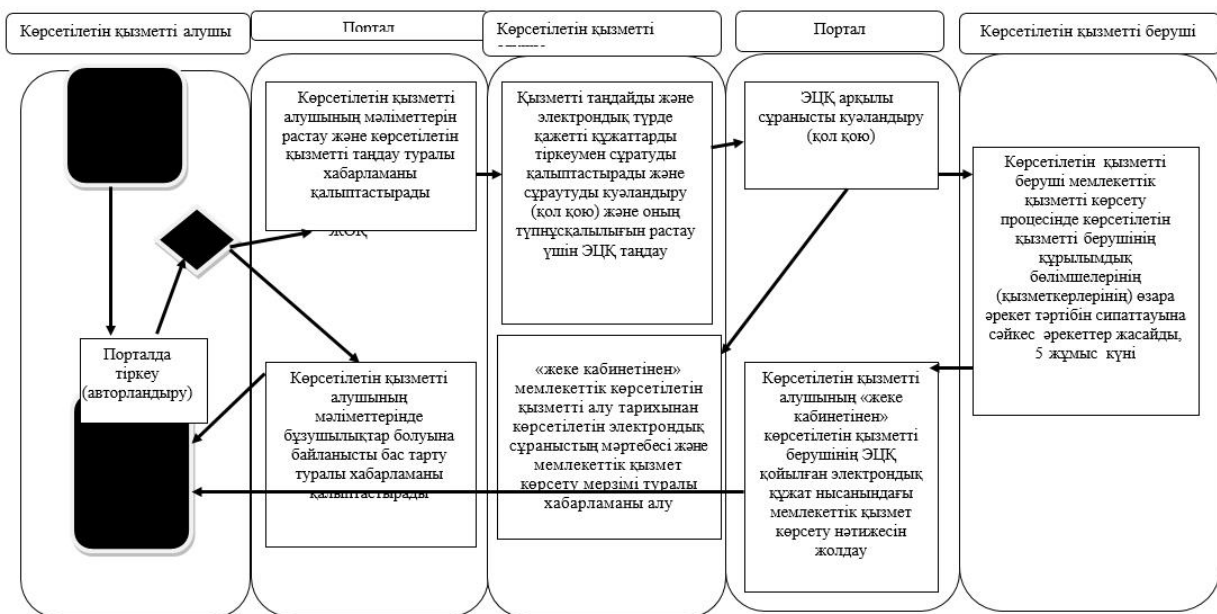 Көрсетілетін қызметті алушы
Портал
Көрсетілетін қызметті
Портал
Көрсетілетін қызметті беруші
Көрсетілетін қызметті
алушының мәліметтерін
растау және көрсетілетін
қызметті таңдау туралы
хабарламаны
қалыптастырады
ЖОҚ
Қызметті таңдайды және
электрондық түрде
қажетті құжаттарды
тіркеумен сұратуды
қалыптастырады және
сұраутуды куәландыру
(қол қою) және оның
түпнұсқалылығын растау
үшін ЭЦҚ таңдау
ЭЦҚ арқылы
сұранысты куәландыру
(қол қою)
Көрсетілетін қызметті
беруші мемлекеттік
қызметті көрсету
процесінде көрсетілетін
қызметті берушінің
құрылымдық
бөлімшелерінің
(қызметкерлерінің) өзара
әрекет тәртібін сипаттауына
сәйкес әрекеттер жасайды,
5 жұмыс күні
Порталда
тіркеу
(авторландыру)
Көрсетілетін қызметті
алушының
мәліметтерінде
бұзушылықтар болуына
байланысты бас тарту
туралы хабарламаны
қалыптастырады
«жеке кабинетінен»
мемлекеттік көрсетілетін
қызметті алу тарихынан
көрсетілетін электрондық
сұраныстың мәртебесі және
мемлекеттік қызмет
көрсету мерзімі туралы
хабарламаны алу
Көрсетілетін қызметті
алушының «жеке
кабинетінен»
көрсетілетін қызметті
берушінің ЭЦҚ
қойылған электрондық
құжат нысанындағы
мемлекеттік қызмет
көрсету нәтижесін
жолдау